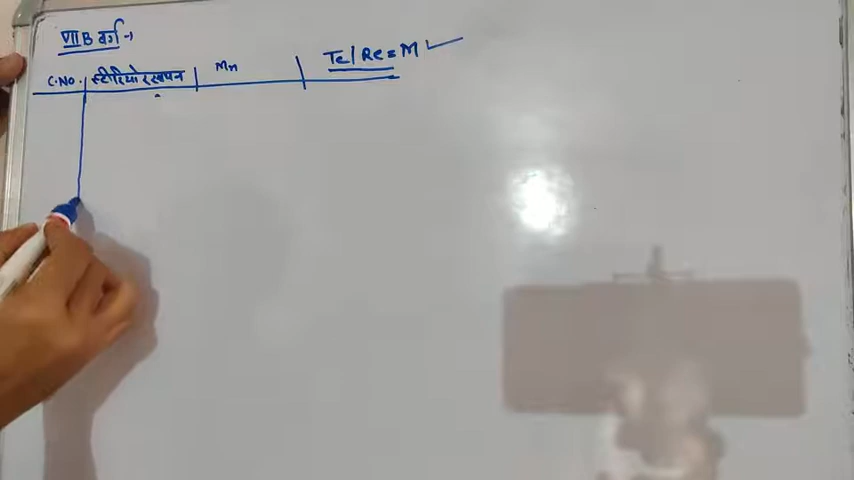 VII B वर्ग →
C.No. स्टीरियो रसायन Mn Tc/Re = M